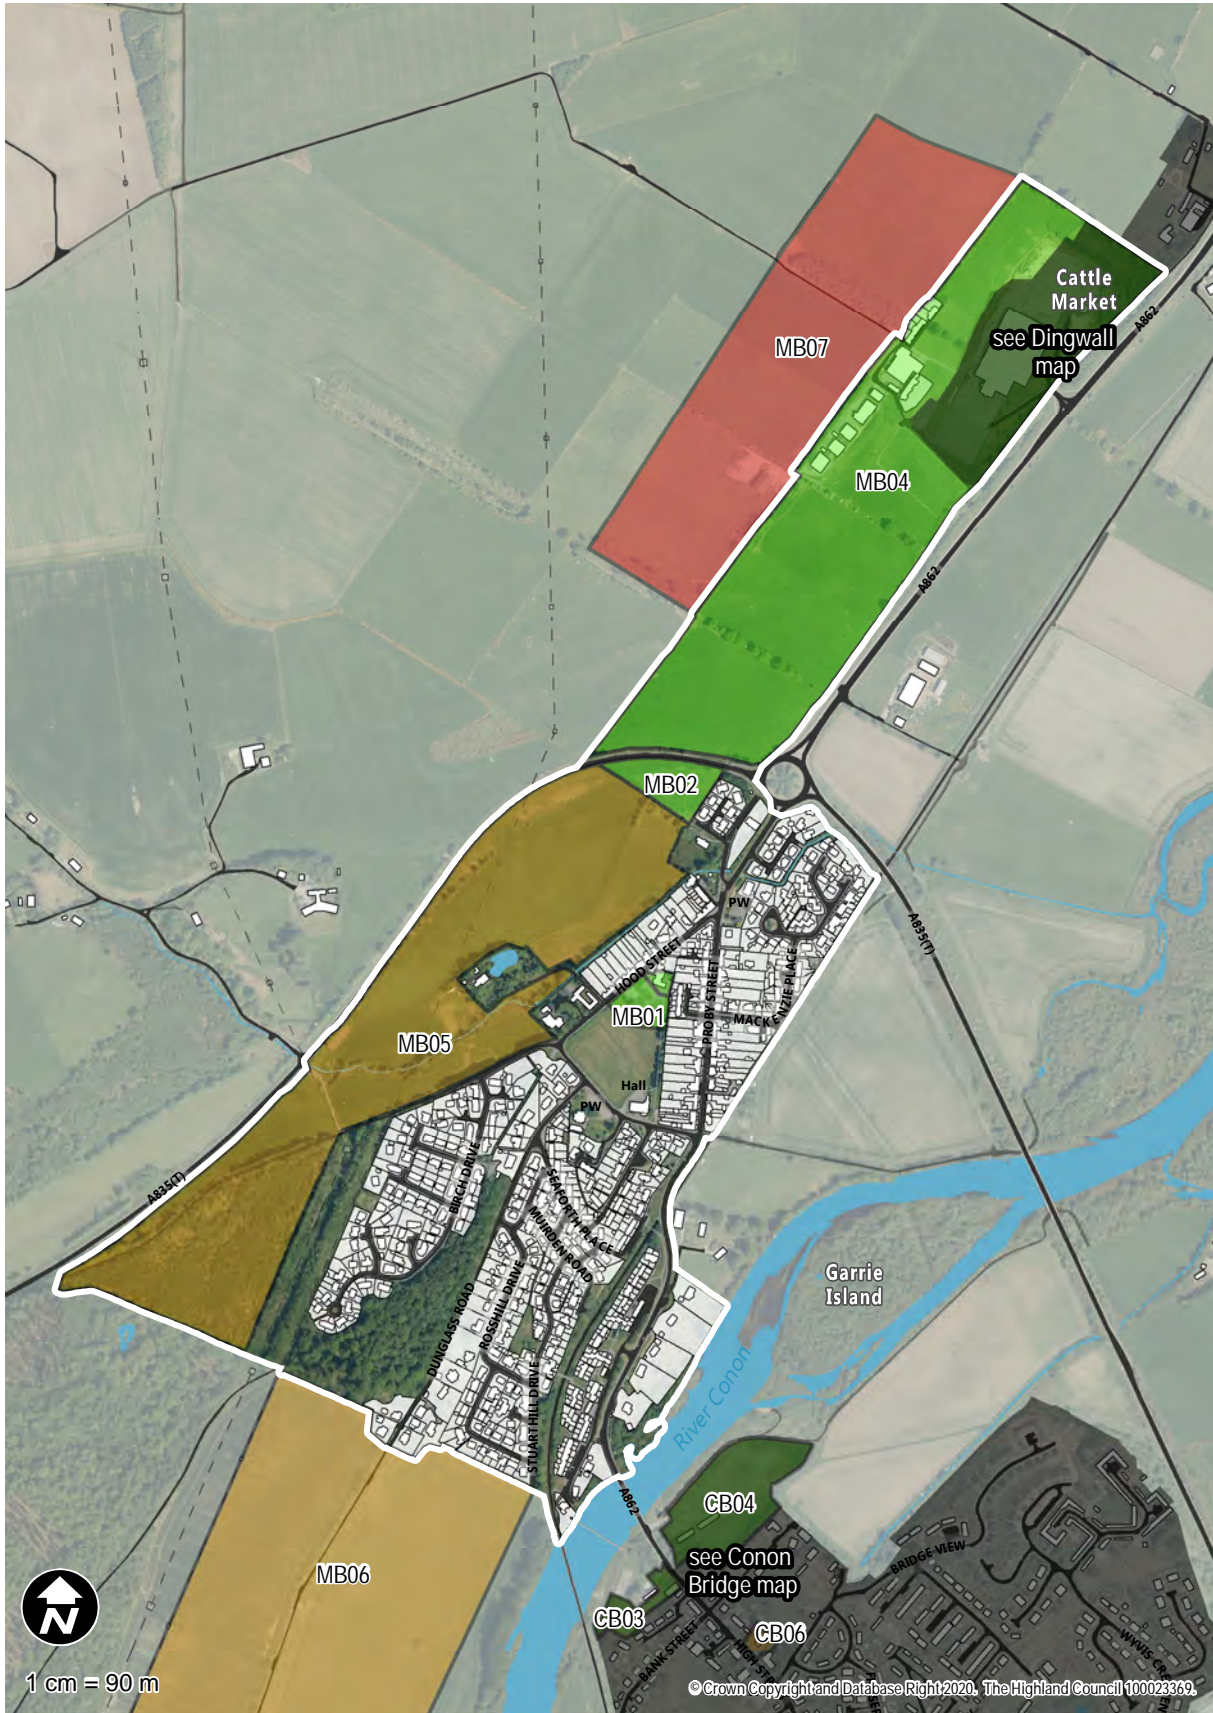 Cattle
Market
A862
see Dingwall
map
MB07
MB04
A862
MB02
PW
A835(T)
HOOD STREET
PROBY STREET
MACKENZIE PLACE
MB01
MB05
Hall
PW
BIRCH DRIVE
A835(T)
SEAFORTH PLACE
MUIRDEN ROAD
Garrie
Island
DUNGLASS ROAD
ROSSHILL DRIVE
STUART HILL DRIVE
River Conon
A862
CB04
see Conon
Bridge map
BRIDGE VIEW
MB06
CB03
CB06
BANK STREET
N
1 cm = 90 m
© Crown Copyright and Database Right 2020. The Highland Council 100023369.